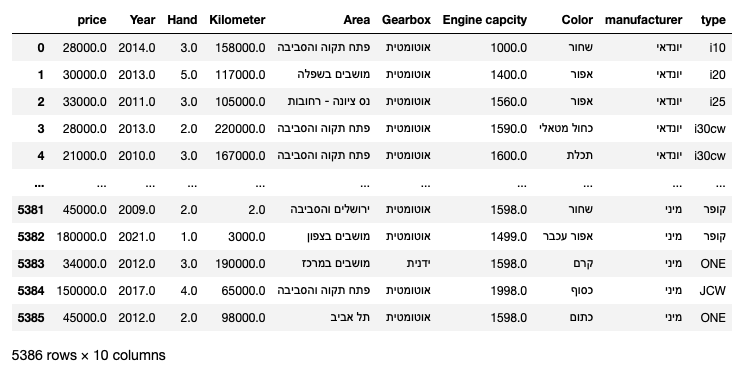 price Year Hand Kilometer Area Gearbox Engine capcity Color manufacturer type
0 28000.0 2014.0 3.0 158000.0 פתח תקוה והסביבה אוטומטית 1000.0 שחור יונדאי i10
1 30000.0 2013.0 5.0 117000.0 מושבים בשפלה אוטומטית 1400.0 אפור יונדאי i20
2 33000.0 2011.0 3.0 105000.0 נס ציונה - רחובות אוטומטית 1560.0 אפור יונדאי i25
3 28000.0 2013.0 2.0 220000.0 פתח תקוה והסביבה אוטומטית 1590.0 כחול מטאלי יונדאי i30cw
4 21000.0 2010.0 3.0 167000.0 פתח תקוה והסביבה אוטומטית 1600.0 תכלת יונדאי i30cw
... ... ... ... ... ... ... ... ... ... ...
5381 45000.0 2009.0 2.0 2.0 ירושלים והסביבה אוטומטית 1598.0 שחור מיני קופר
5382 180000.0 2021.0 1.0 3000.0 מושבים בצפון אוטומטית 1499.0 אפור עכבר מיני קופר
5383 34000.0 2012.0 3.0 190000.0 מושבים במרכז ידנית 1598.0 קרם מיני ONE
5384 150000.0 2017.0 4.0 65000.0 פתח תקוה והסביבה אוטומטית 1998.0 כסוף מיני JCW
5385 45000.0 2012.0 2.0 98000.0 תל אביב אוטומטית 1598.0 כתום מיני ONE
5386 rows × 10 columns